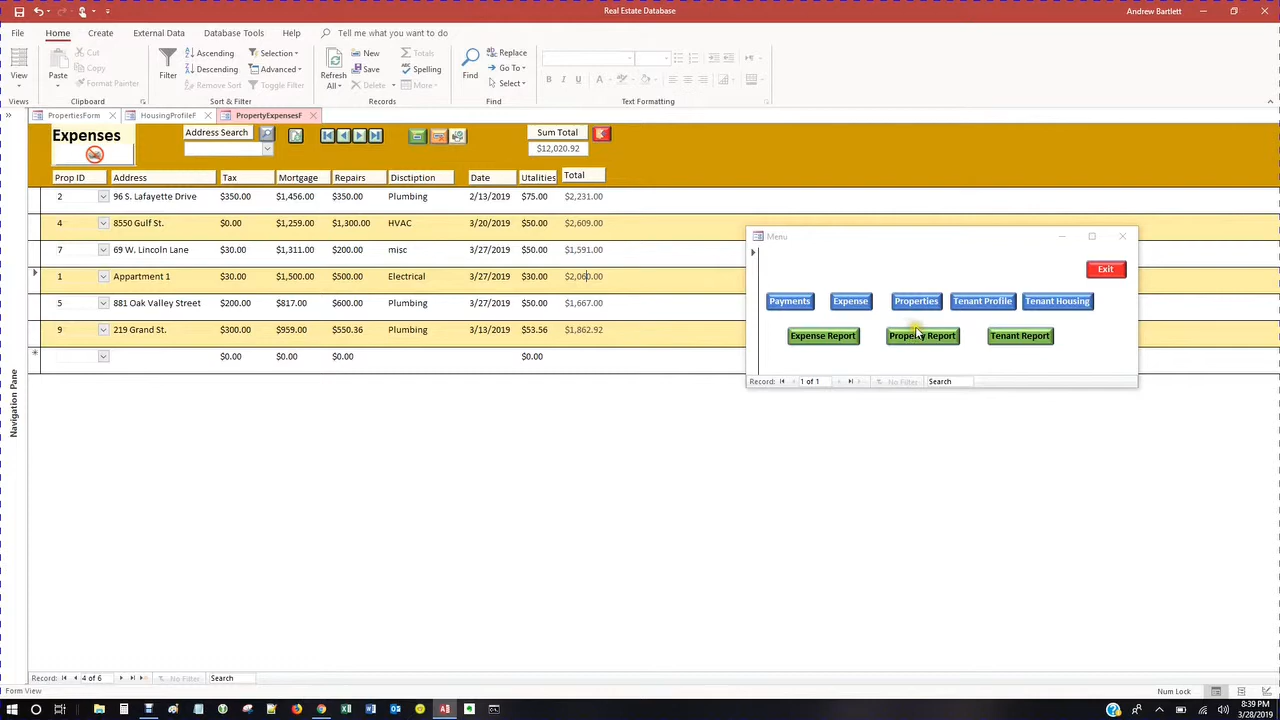 Real Estate Database
Andrew Bartlett
File Home Create External Data Database Tools Help Tell me what you want to do
View
Views
Paste
Cut
Copy
Format Painter
Clipboard
Filter
Ascending
Descending
Remove Sort
Selection
Advanced
Toggle Filter
Sort & Filter
Refresh
All
New
Save
Delete
Totals
Spelling
More
Records
Find
Replace
Go To
Select
Find
B I U A
Text Formatting
PropertiesForm HousingProfileF PropertyExpensesF
Expenses
Address Search
Sum Total
$12,020.92
Prop ID Address Tax Mortgage Repairs Disctiption Date Utalities Total
2 96 S. Lafayette Drive $350.00 $1,456.00 $350.00 Plumbing 2/13/2019 $75.00 $2,231.00
4 8550 Gulf St. $0.00 $1,259.00 $1,300.00 HVAC 3/20/2019 $50.00 $2,609.00
7 69 W. Lincoln Lane $30.00 $1,311.00 $200.00 misc 3/27/2019 $50.00 $1,591.00
1 Appartment 1 $30.00 $1,500.00 $500.00 Electrical 3/27/2019 $30.00 $2,060.00
5 881 Oak Valley Street $200.00 $817.00 $600.00 Plumbing 3/27/2019 $50.00 $1,667.00
9 219 Grand St. $300.00 $959.00 $550.36 Plumbing 3/13/2019 $53.56 $1,862.92
$0.00 $0.00 $0.00 $0.00
Menu
Exit
Payments Expense Properties Tenant Profile Tenant Housing
Expense Report Property Report Tenant Report
Record: 1 of 1 No Filter Search
Navigation Pane
Record: 4 of 6 No Filter Search
Form View
Num Lock
8:39 PM
3/28/2019